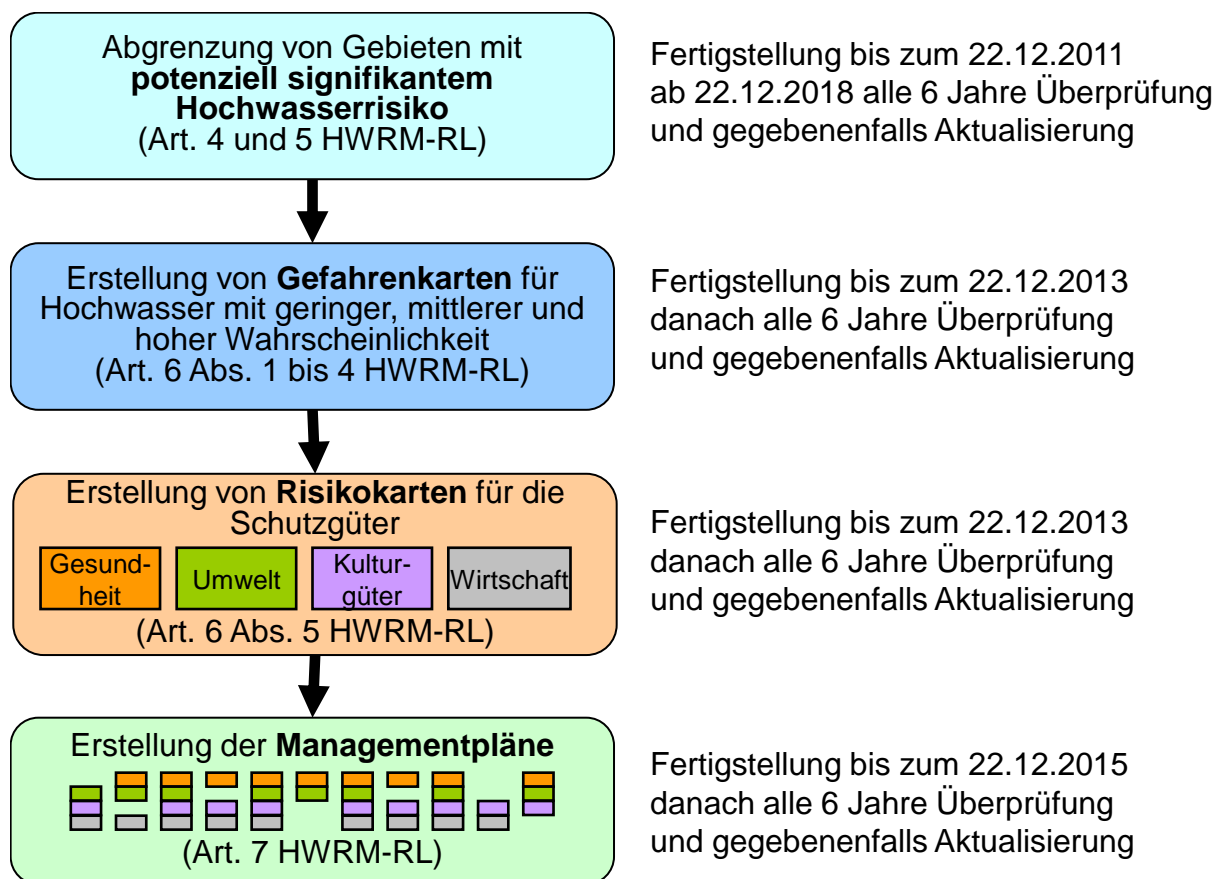 Abgrenzung von Gebieten mit
potenziell signifikantem
Hochwasserrisiko
(Art. 4 und 5 HWRM-RL)
Fertigstellung bis zum 22.12.2011
ab 22.12.2018 alle 6 Jahre Überprüfung
und gegebenenfalls Aktualisierung
Erstellung von Gefahrenkarten für
Hochwasser mit geringer, mittlerer und
hoher Wahrscheinlichkeit
(Art. 6 Abs. 1 bis 4 HWRM-RL)
Fertigstellung bis zum 22.12.2013
danach alle 6 Jahre Überprüfung
und gegebenenfalls Aktualisierung
Erstellung von Risikokarten für die
Schutzgüter
Gesund-
heit
Umwelt
Kultur-
güter
Wirtschaft
(Art. 6 Abs. 5 HWRM-RL)
Fertigstellung bis zum 22.12.2013
danach alle 6 Jahre Überprüfung
und gegebenenfalls Aktualisierung
Erstellung der Managementpläne
(Art. 7 HWRM-RL)
Fertigstellung bis zum 22.12.2015
danach alle 6 Jahre Überprüfung
und gegebenenfalls Aktualisierung